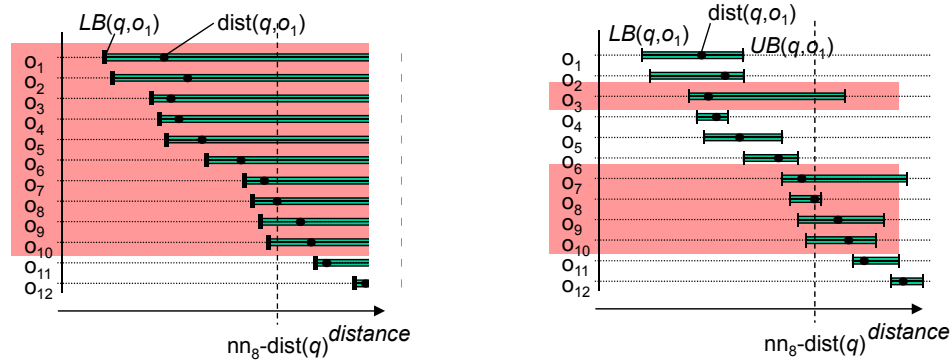 LB(q,o₁)
dist(q,o₁)
o₁
o₂
o₃
o₄
o₅
o₆
o₇
o₈
o₉
o₁₀
o₁₁
o₁₂
distance
nn₈-dist(q)
dist(q,o₁)
LB(q,o₁)
UB(q,o₁)
o₁
o₂
o₃
o₄
o₅
o₆
o₇
o₈
o₉
o₁₀
o₁₁
o₁₂
distance
nn₈-dist(q)